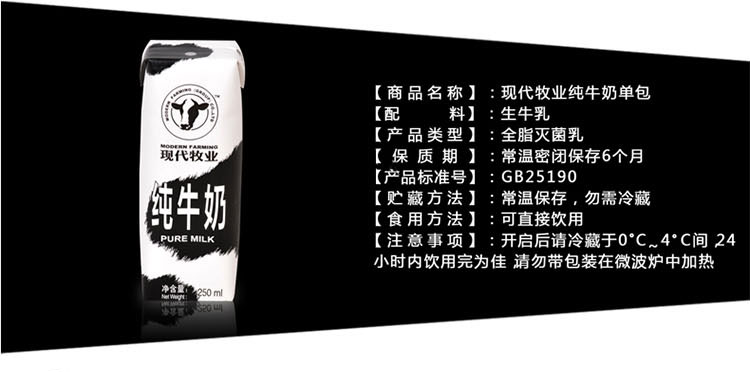 MODERN FARMING (GROUP) CO.,LTD
MODERN FARMING
现代牧业
纯牛奶
PURE MILK
净含量:
Net Weight: 250 ml
【商品名称】:现代牧业纯牛奶单包
【配 料】:生牛乳
【产品类型】:全脂灭菌乳
【 保 质 期 】:常温密闭保存6个月
【产品标准号】:GB25190
【贮藏方法】:常温保存,勿需冷藏
【食用方法】:可直接饮用
【注意事项】:开启后请冷藏于0°C~4°C间,24
小时内饮用完为佳 请勿带包装在微波炉中加热